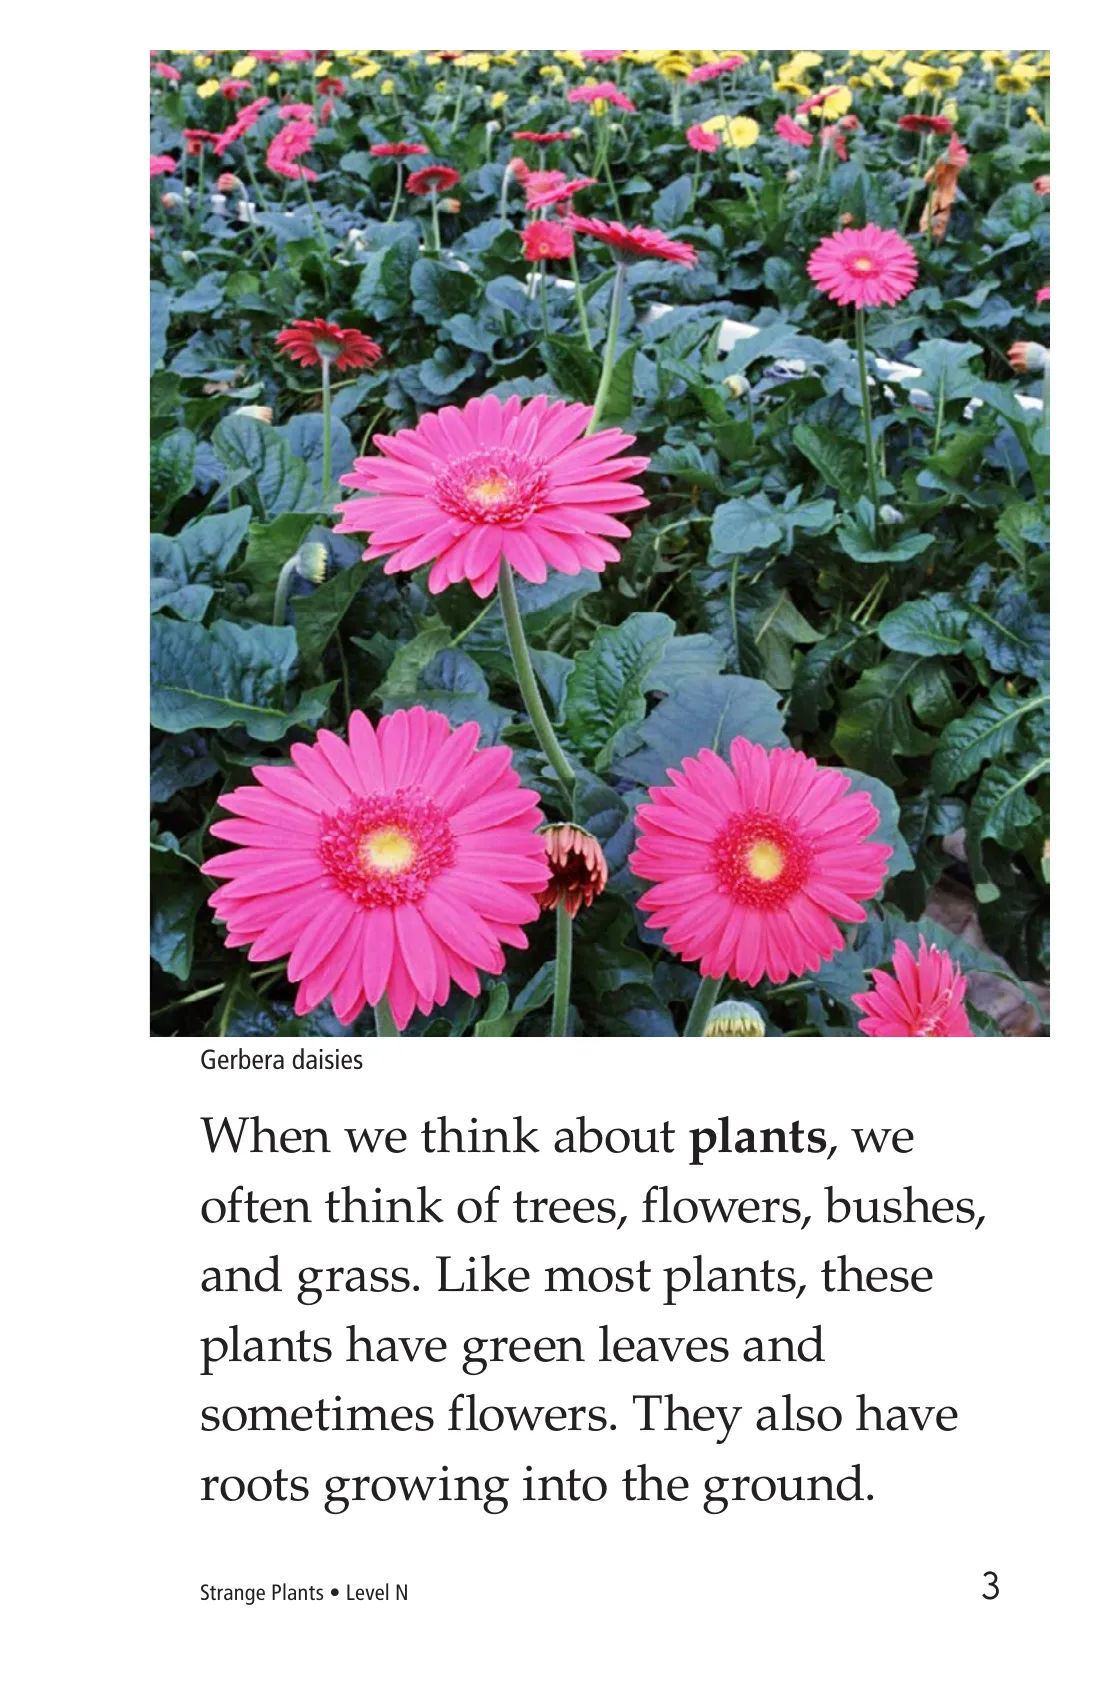 Gerbera daisies
When we think about plants, we
often think of trees, flowers, bushes,
and grass. Like most plants, these
plants have green leaves and
sometimes flowers. They also have
roots growing into the ground.
Strange Plants • Level N
3